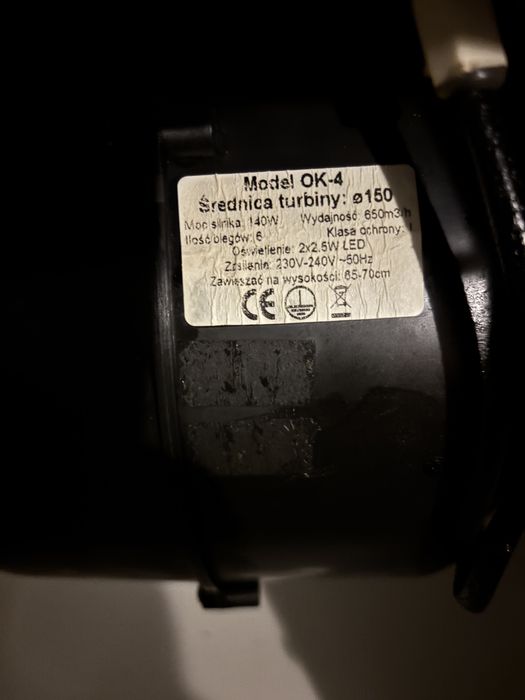 Model OK-4
Średnica turbiny: ø150
Moc silnika: 140W Wydajność: 650m3/h
Ilość biegów: 6 Klasa ochrony: I
Oświetlenie: 2x2.5W LED
Zasilanie: 230V-240V ~50Hz
Zawieszać na wysokości: 65-70cm
CE